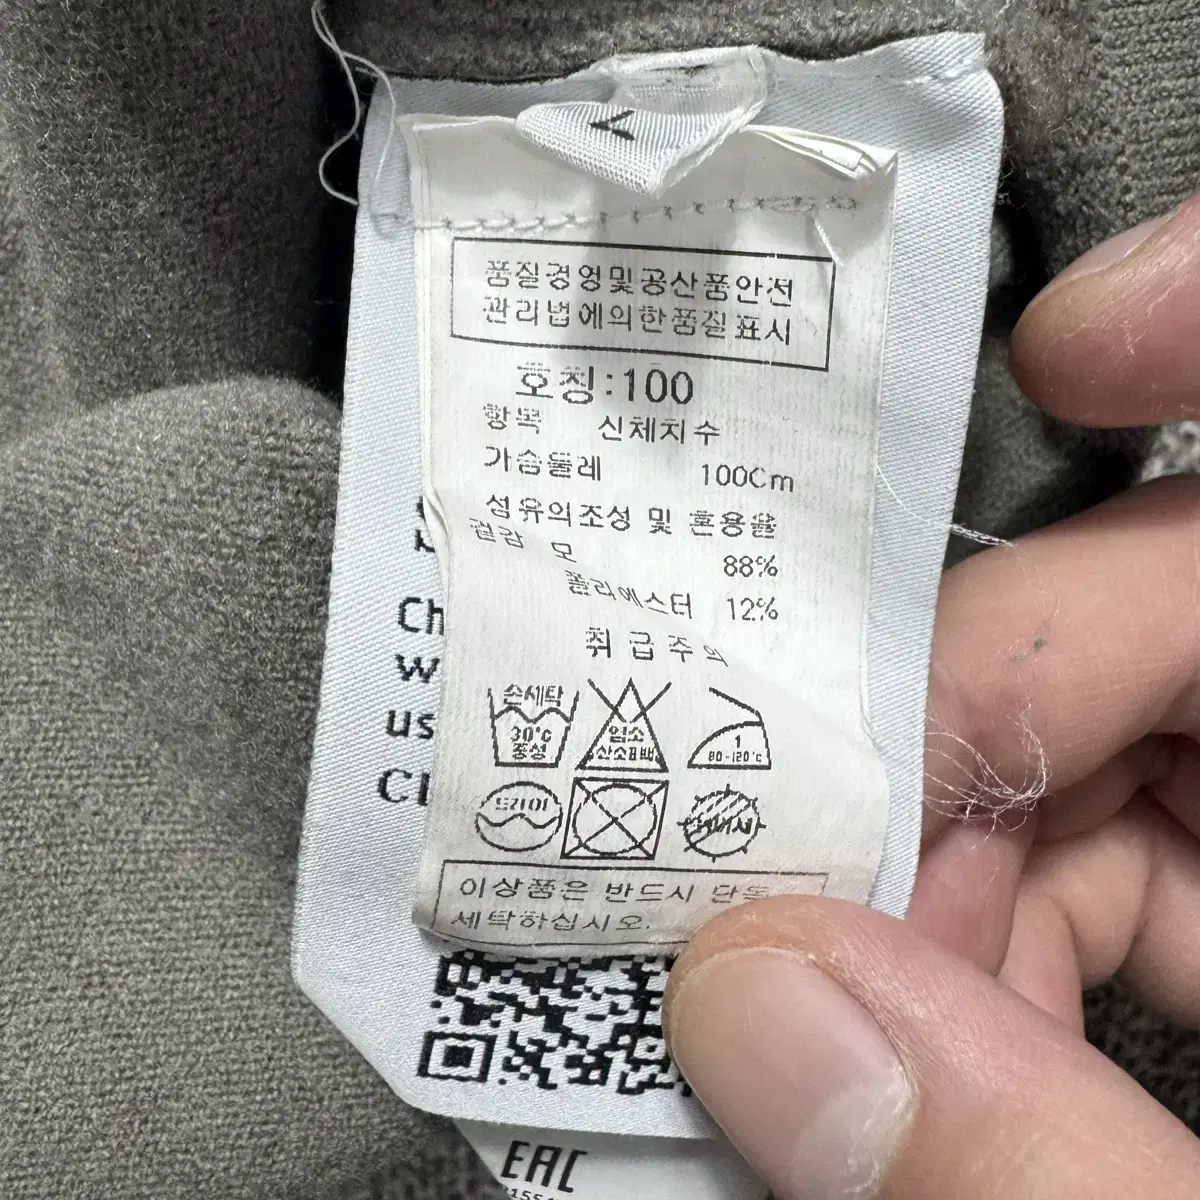 품질경영및공산품안전
관리법에의한품질표시
호칭:100
항목 신체치수
가슴둘레 100Cm
섬유의조성 및 혼용율
겉감 모 88%
폴리에스터 12%
취급주의
손세탁
30°C
중성
염소
산소표백
1
80-120°C
드라이
세탁하십시오.
이상품은 반드시 단독
Ch
w
us
Cl
EAC